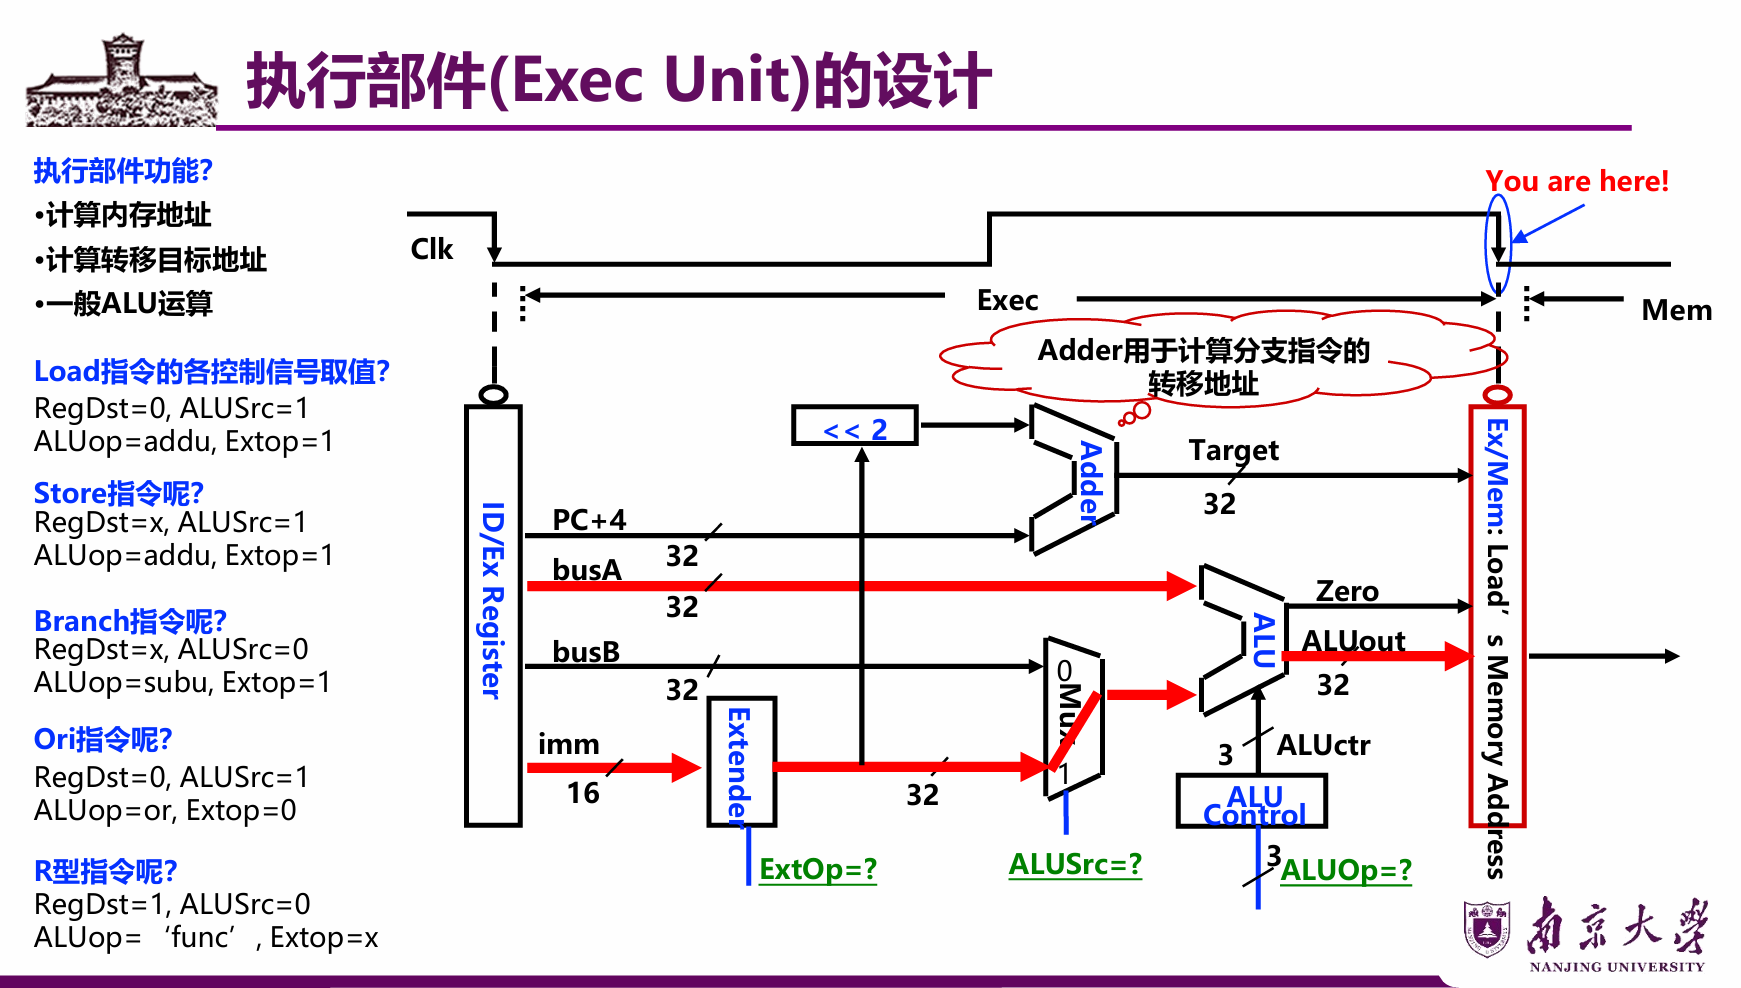 执行部件(Exec Unit)的设计
执行部件功能?
•计算内存地址
•计算转移目标地址
•一般ALU运算
Load指令的各控制信号取值?
RegDst=0, ALUSrc=1
ALUop=addu, Extop=1
Store指令呢?
RegDst=x, ALUSrc=1
ALUop=addu, Extop=1
Branch指令呢?
RegDst=x, ALUSrc=0
ALUop=subu, Extop=1
Ori指令呢?
RegDst=0, ALUSrc=1
ALUop=or, Extop=0
R型指令呢?
RegDst=1, ALUSrc=0
ALUop=‘func’, Extop=x
You are here!
Clk
Exec
Mem
Adder用于计算分支指令的
转移地址
<< 2
Adder
Target
32
ID/Ex Register
PC+4
32
busA
32
busB
32
imm
16
Extender
32
0
Mux
1
ALU
Zero
ALUout
32
3
ALUctr
ALU
Control
3
ExtOp=?
ALUSrc=?
ALUOp=?
Ex/Mem: Load’s Memory Address
南京大学
NANJING UNIVERSITY